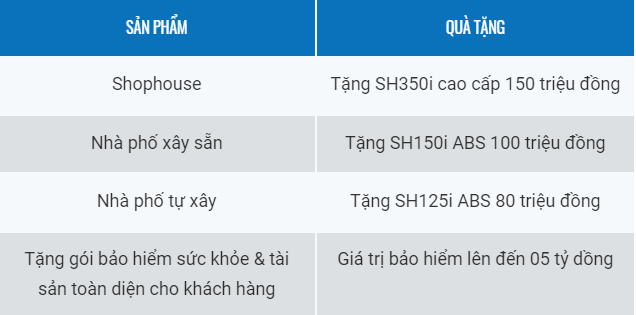 SẢN PHẨM
QUÀ TẶNG
Shophouse
Tặng SH350i cao cấp 150 triệu đồng
Nhà phố xây sẵn
Tặng SH150i ABS 100 triệu đồng
Nhà phố tự xây
Tặng SH125i ABS 80 triệu đồng
Tặng gói bảo hiểm sức khỏe & tài
sản toàn diện cho khách hàng
Giá trị bảo hiểm lên đến 05 tỷ dồng